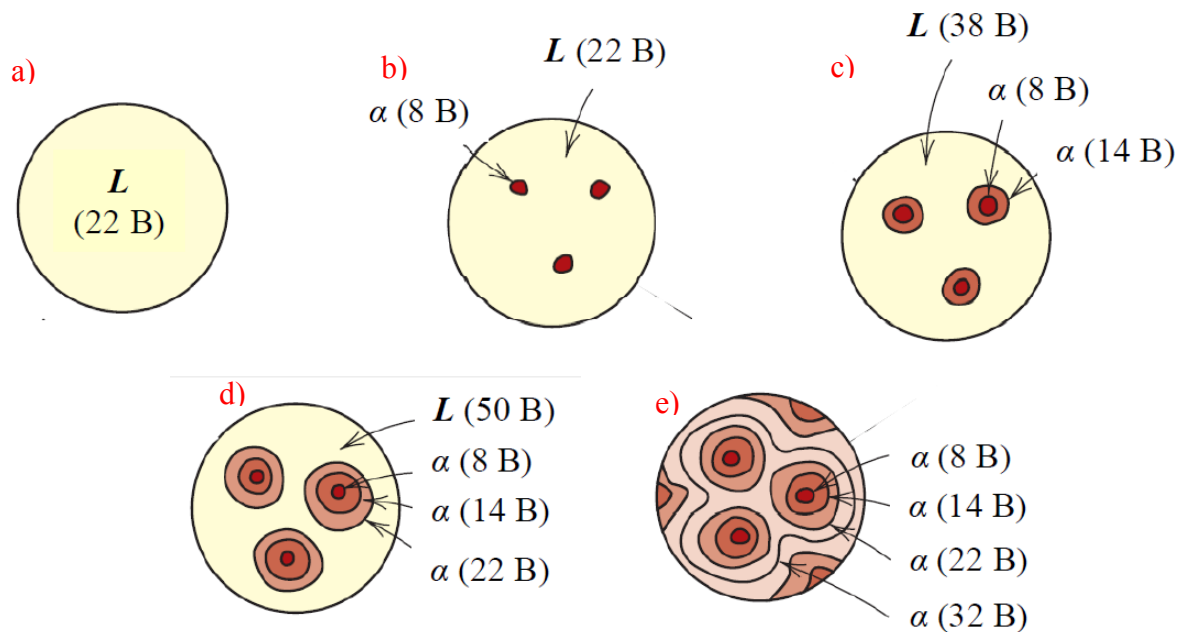 a)
L
(22 B)
b)
L (22 B)
α (8 B)
c)
L (38 B)
α (8 B)
α (14 B)
d)
L (50 B)
α (8 B)
α (14 B)
α (22 B)
e)
α (8 B)
α (14 B)
α (22 B)
α (32 B)